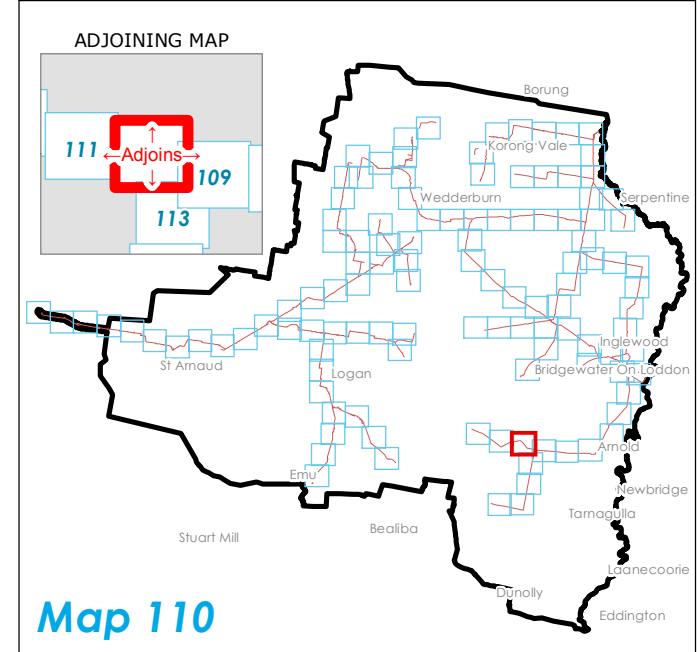 ADJOINING MAP
111
Adjoins
109
113
Borung
Korong Vale
Wedderburn
Serpentine
Inglewood
Bridgewater On Loddon
St Arnaud
Logan
Arnold
Emu
Newbridge
Tarnagulla
Bealiba
Stuart Mill
Laanecoorie
Dunolly
Eddington
Map 110